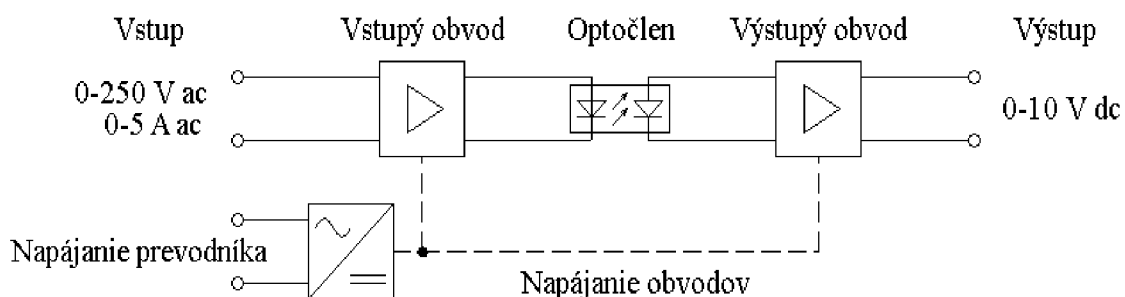 Vstup
Vstupý obvod
Optočlen
Výstupý obvod
Výstup
0-250 V ac
0-5 A ac
0-10 V dc
Napájanie prevodníka
Napájanie obvodov